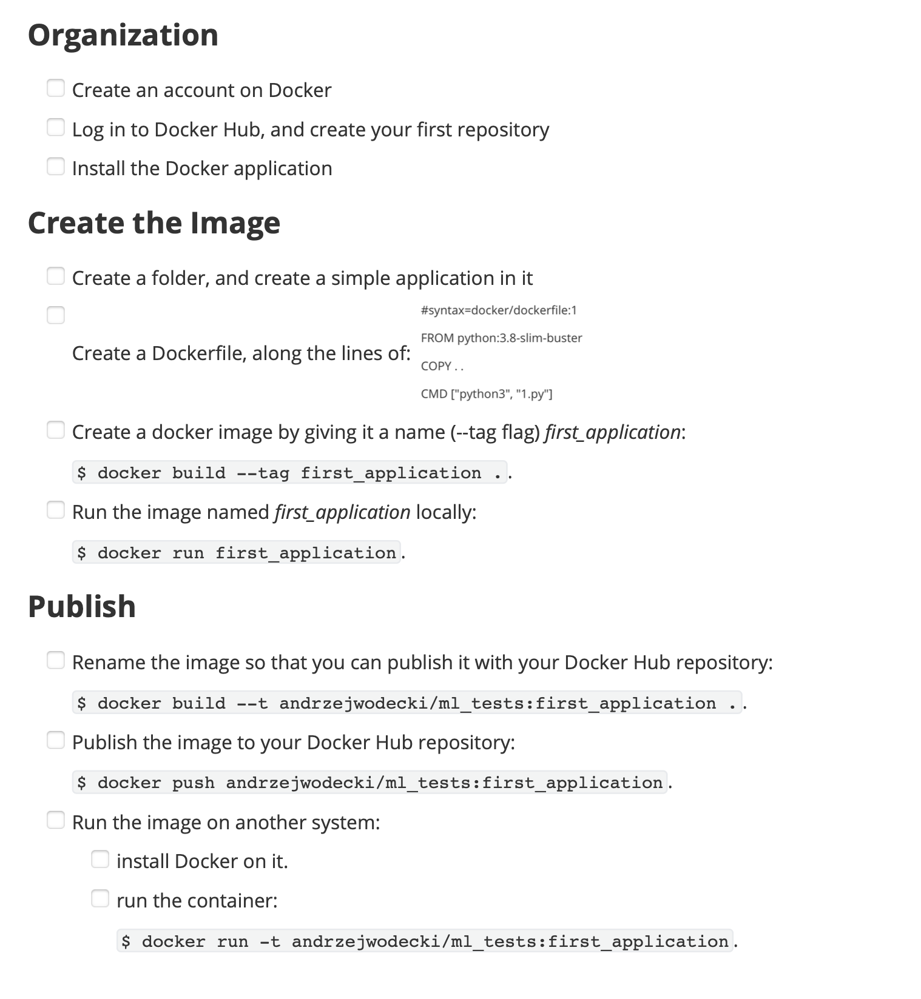 Organization
Create an account on Docker
Log in to Docker Hub, and create your first repository
Install the Docker application
Create the Image
Create a folder, and create a simple application in it
Create a Dockerfile, along the lines of:
#syntax=docker/dockerfile:1
FROM python:3.8-slim-buster
COPY . .
CMD ["python3", "1.py"]
Create a docker image by giving it a name (--tag flag) first_application:
$ docker build --tag first_application ..
Run the image named first_application locally:
$ docker run first_application.
Publish
Rename the image so that you can publish it with your Docker Hub repository:
$ docker build --t andrzejwodecki/ml_tests:first_application ..
Publish the image to your Docker Hub repository:
$ docker push andrzejwodecki/ml_tests:first_application.
Run the image on another system:
install Docker on it.
run the container:
$ docker run -t andrzejwodecki/ml_tests:first_application.